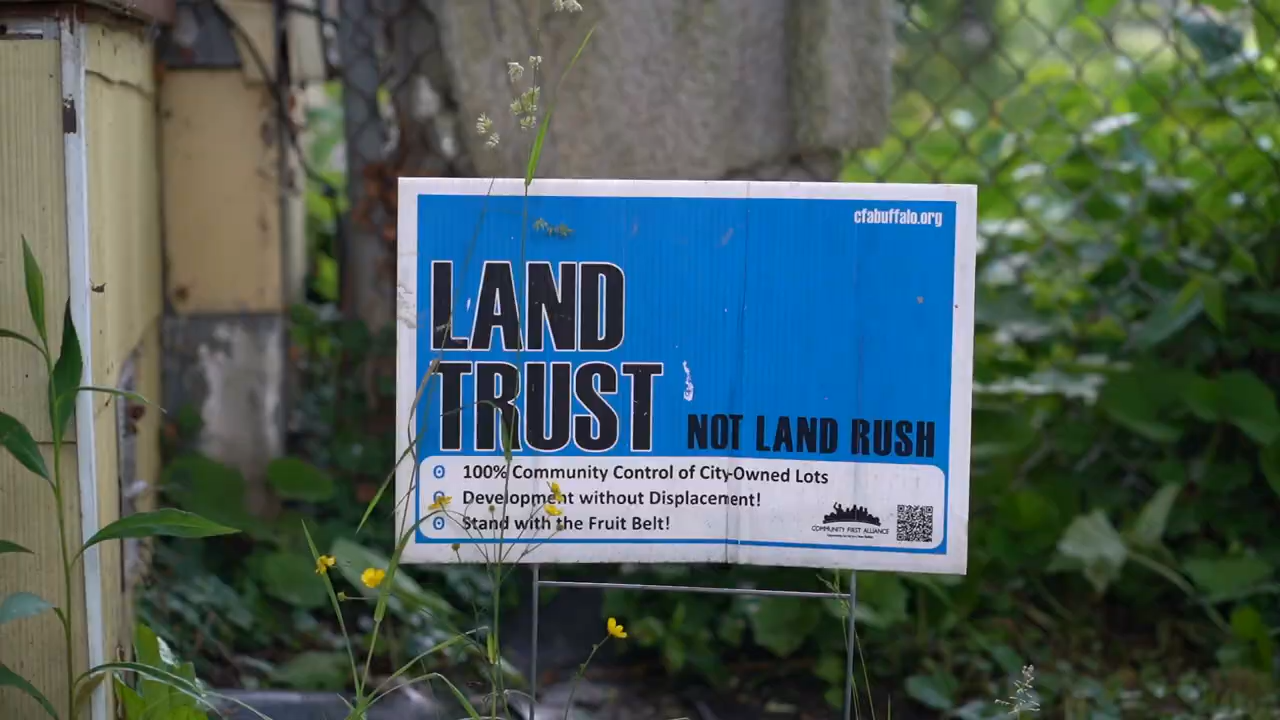 cfabuffalo.org
LAND
TRUST
NOT LAND RUSH
100% Community Control of City-Owned Lots
Development without Displacement!
Stand with the Fruit Belt!
COMMUNITY FIRST ALLIANCE